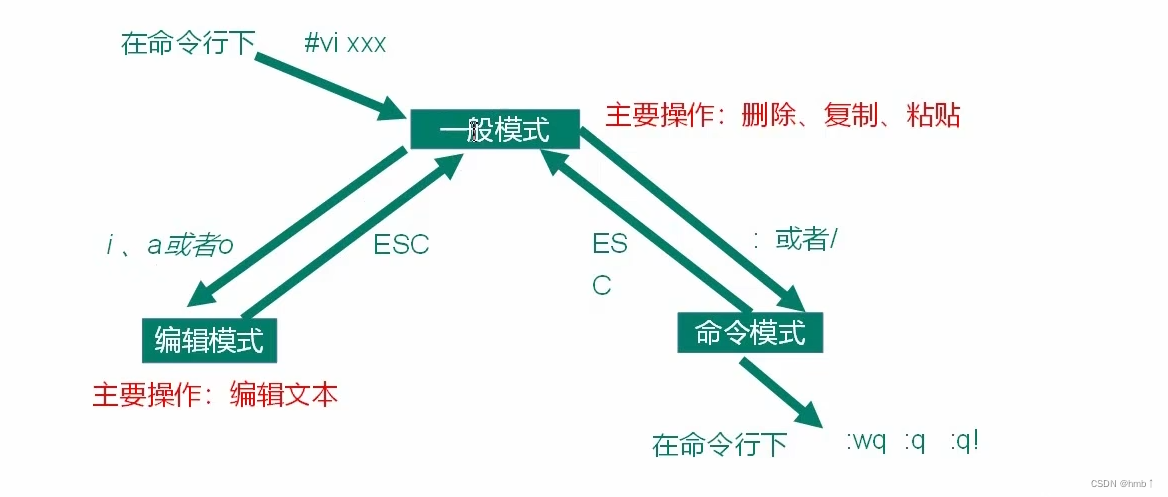 在命令行下 #vi xxx
一般模式
主要操作：删除、复制、粘贴
i 、a或者o
ESC
ES
C
: 或者/
编辑模式
命令模式
主要操作：编辑文本
在命令行下 :wq :q :q!
CSDN @hmb↑